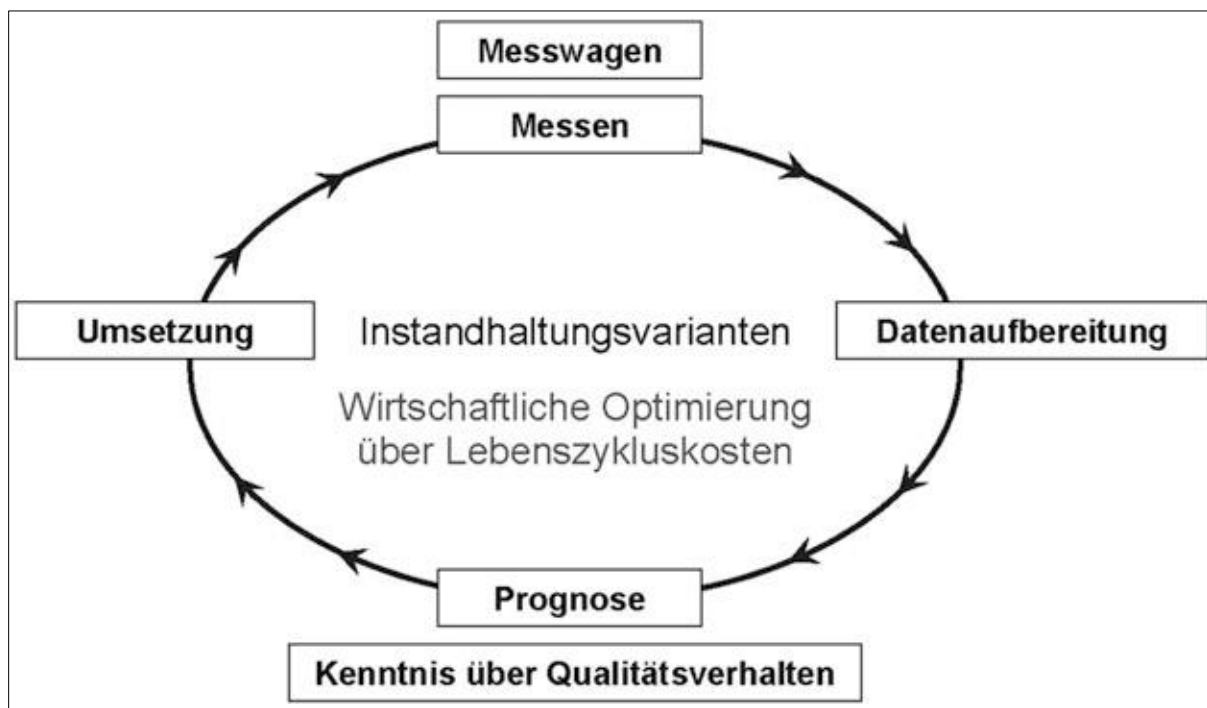 Messwagen
Messen
Umsetzung
Instandhaltungsvarianten
Datenaufbereitung
Wirtschaftliche Optimierung
über Lebenszykluskosten
Prognose
Kenntnis über Qualitätsverhalten